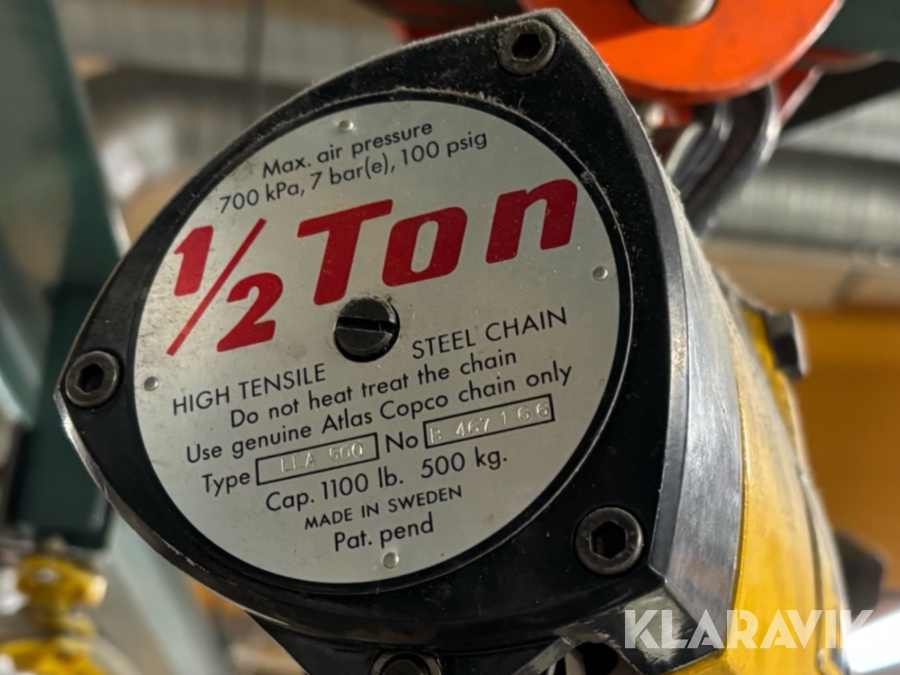 Max. air pressure
700 kPa, 7 bar(e), 100 psig
1/2 Ton
HIGH TENSILE STEEL CHAIN
Do not heat treat the chain
Use genuine Atlas Copco chain only
Type LLA 500 No B 467166
Cap. 1100 lb. 500 kg.
MADE IN SWEDEN
Pat. pend
KLARAVIK